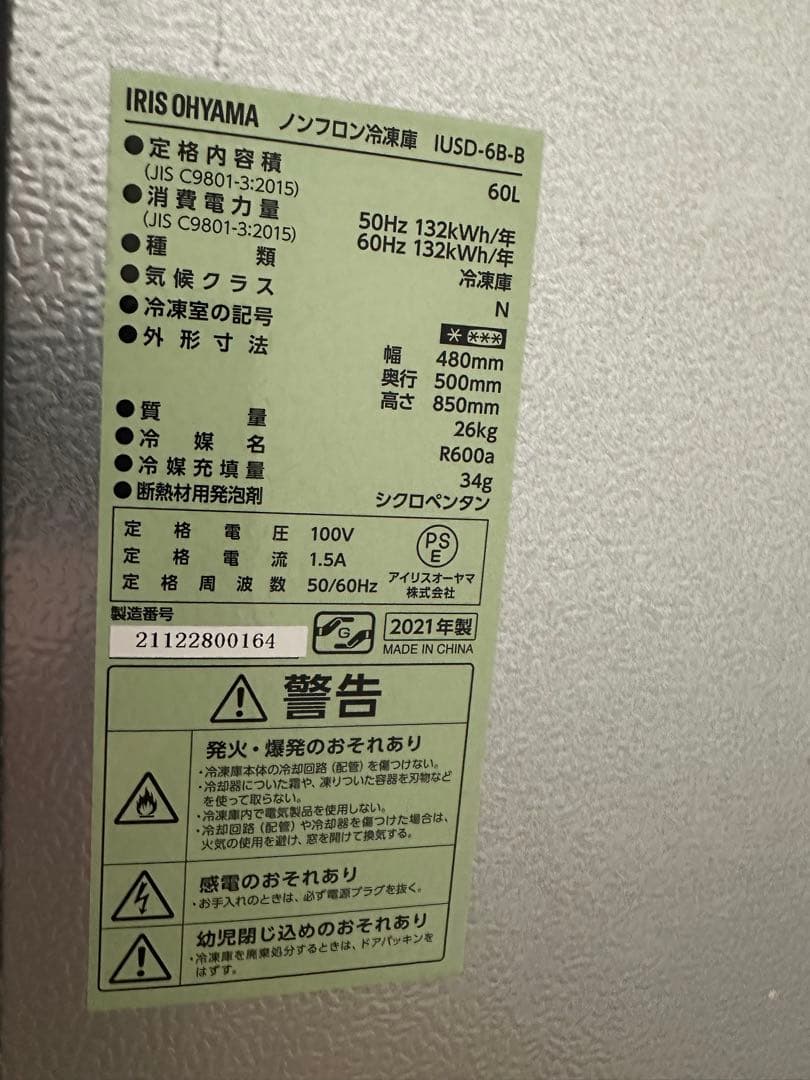 IRIS OHYAMA ノンフロン冷凍庫 IUSD-6B-B
●定格内容積 60L
(JIS C9801-3:2015)
●消費電力量 50Hz 132kWh/年
(JIS C9801-3:2015) 60Hz 132kWh/年
●種類 冷凍庫
●気候クラス N
●冷凍室の記号 * ***
●外形寸法 幅 480mm
奥行 500mm
高さ 850mm
●質量 26kg
●冷媒名 R600a
●冷媒充填量 34g
●断熱材用発泡剤 シクロペンタン
定格電圧 100V
定格電流 1.5A
定格周波数 50/60Hz
PS
E
アイリスオーヤマ
株式会社
製造番号
21122800164
G
2021年製
MADE IN CHINA
警告
発火・爆発のおそれあり
・冷凍庫本体の冷却回路(配管)を傷つけない。
・冷却器についた霜や、凍りついた容器を刃物など
を使って取らない。
・冷凍庫内で電気製品を使用しない。
・冷却回路(配管)や冷却器を傷つけた場合は、
火気の使用を避け、窓を開けて換気する。
感電のおそれあり
・お手入れのときは、必ず電源プラグを抜く。
幼児閉じ込めのおそれあり
・冷凍庫を廃棄処分するときは、ドアパッキンを
はずす。